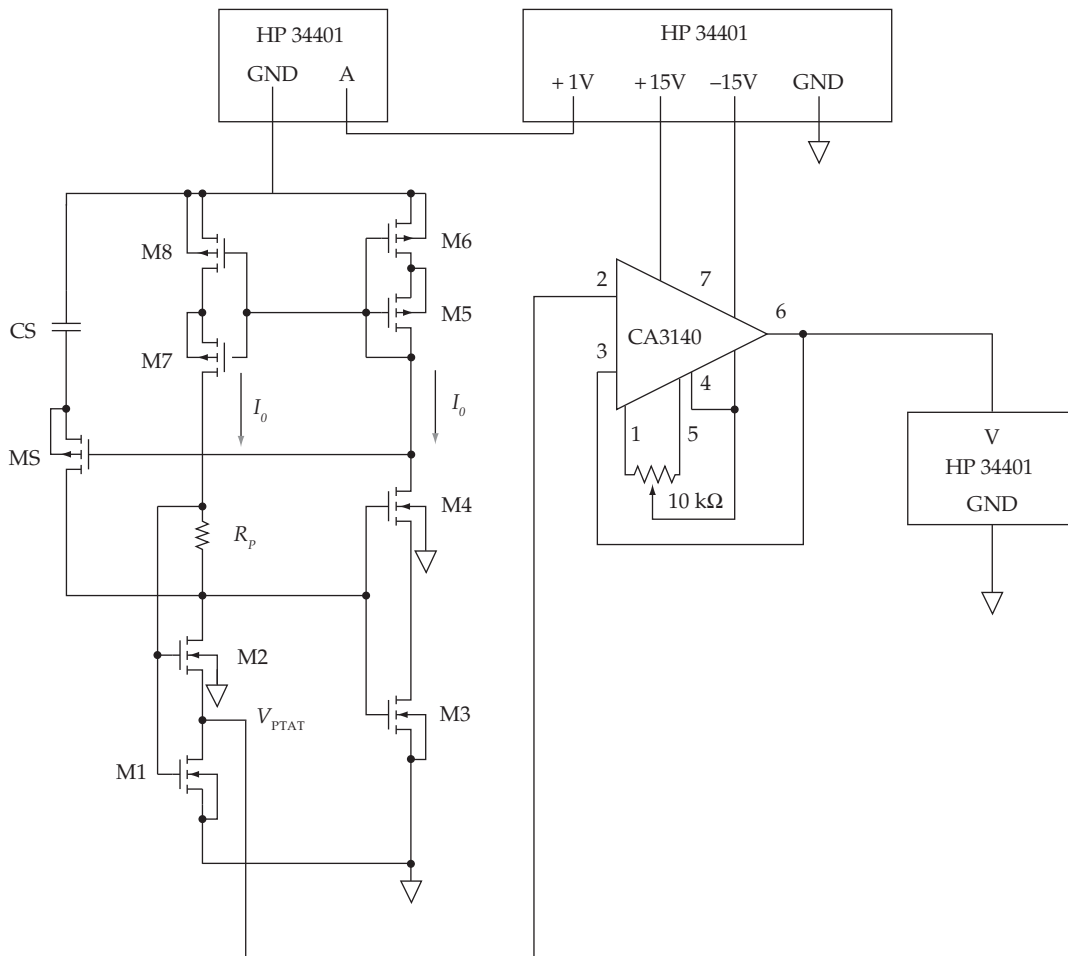 HP 34401
GND A
HP 34401
+ 1V +15V –15V GND
M8
M6
M5
CS
M7
I0
I0
MS
M4
RP
M2
VPTAT
M3
M1
2
7
6
CA3140
3
4
1
5
10 kΩ
V
HP 34401
GND